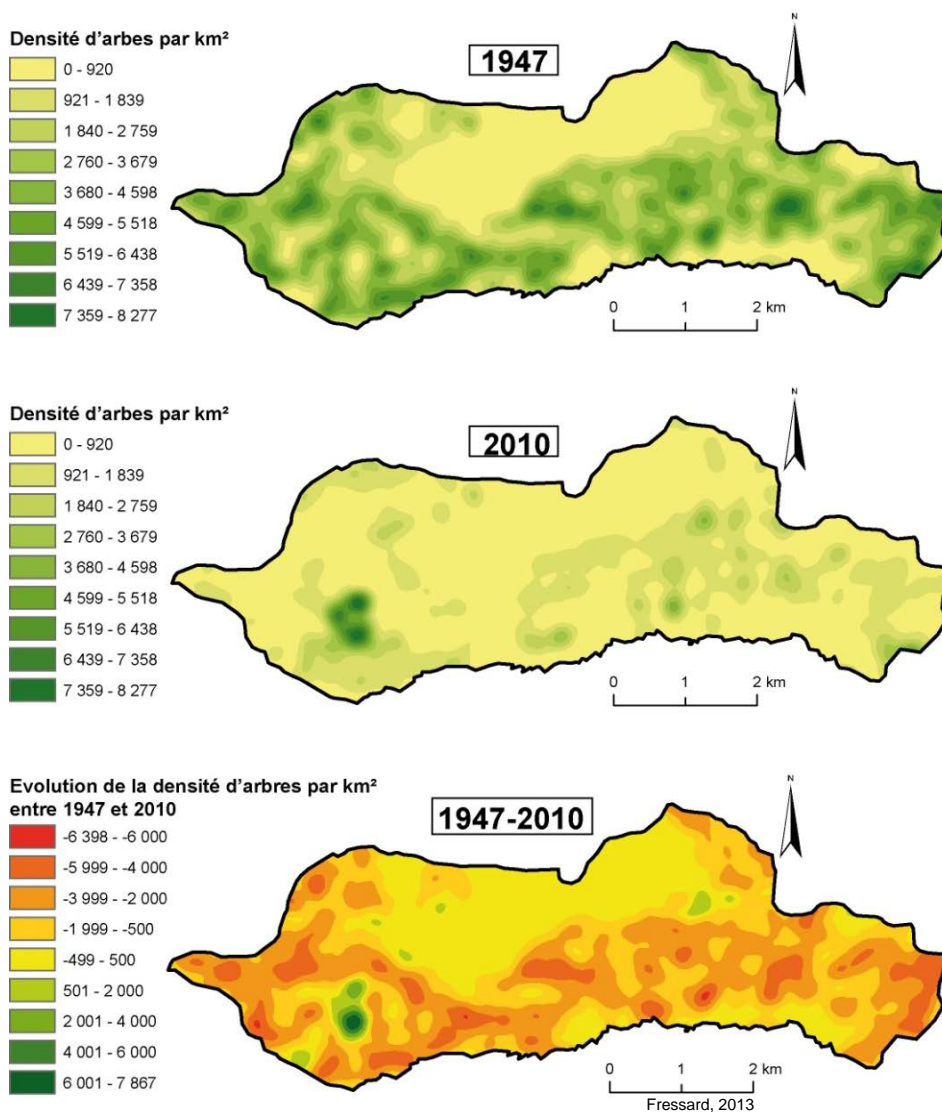 Densité d'arbes par km²
0 - 920
921 - 1 839
1 840 - 2 759
2 760 - 3 679
3 680 - 4 598
4 599 - 5 518
5 519 - 6 438
6 439 - 7 358
7 359 - 8 277
1947
N
0 1 2 km
Densité d'arbes par km²
0 - 920
921 - 1 839
1 840 - 2 759
2 760 - 3 679
3 680 - 4 598
4 599 - 5 518
5 519 - 6 438
6 439 - 7 358
7 359 - 8 277
2010
N
0 1 2 km
Evolution de la densité d'arbres par km²
entre 1947 et 2010
-6 398 - -6 000
-5 999 - -4 000
-3 999 - -2 000
-1 999 - -500
-499 - 500
501 - 2 000
2 001 - 4 000
4 001 - 6 000
6 001 - 7 867
1947-2010
N
0 1 2 km
Fressard, 2013